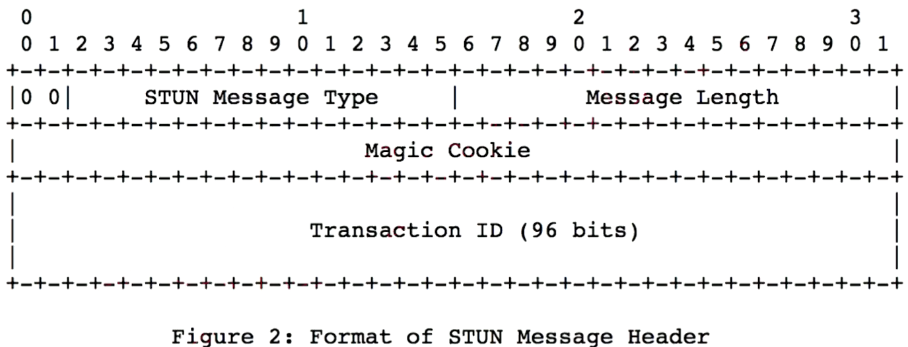 0                   1                   2                   3
 0 1 2 3 4 5 6 7 8 9 0 1 2 3 4 5 6 7 8 9 0 1 2 3 4 5 6 7 8 9 0 1
+-+-+-+-+-+-+-+-+-+-+-+-+-+-+-+-+-+-+-+-+-+-+-+-+-+-+-+-+-+-+-+-+
|0 0|     STUN Message Type     |         Message Length        |
+-+-+-+-+-+-+-+-+-+-+-+-+-+-+-+-+-+-+-+-+-+-+-+-+-+-+-+-+-+-+-+-+
|                         Magic Cookie                          |
+-+-+-+-+-+-+-+-+-+-+-+-+-+-+-+-+-+-+-+-+-+-+-+-+-+-+-+-+-+-+-+-+
|                                                               |
|                     Transaction ID (96 bits)                  |
|                                                               |
+-+-+-+-+-+-+-+-+-+-+-+-+-+-+-+-+-+-+-+-+-+-+-+-+-+-+-+-+-+-+-+-+
Figure 2: Format of STUN Message Header